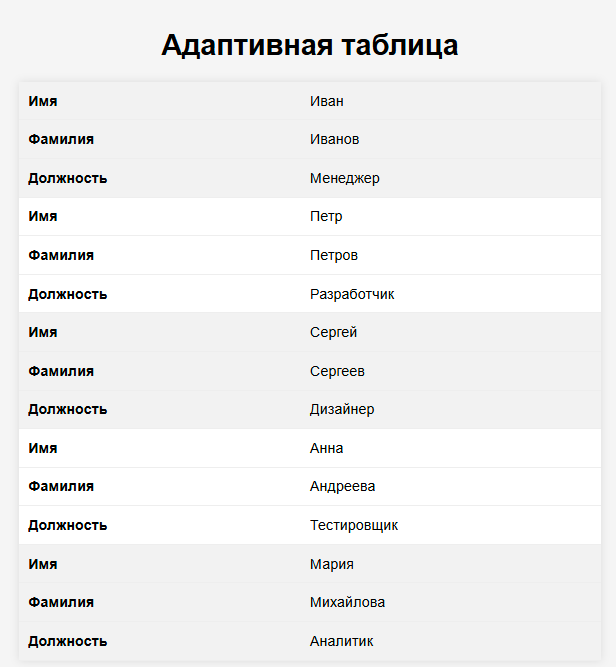 Адаптивная таблица
Имя Иван
Фамилия Иванов
Должность Менеджер
Имя Петр
Фамилия Петров
Должность Разработчик
Имя Сергей
Фамилия Сергеев
Должность Дизайнер
Имя Анна
Фамилия Андреева
Должность Тестировщик
Имя Мария
Фамилия Михайлова
Должность Аналитик